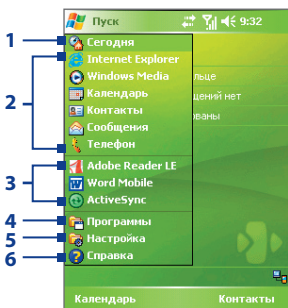 Пуск 9:32
1 Сегодня
Internet Explorer
Windows Media
2 Календарь
Контакты
Сообщения
Телефон
3 Adobe Reader LE
Word Mobile
ActiveSync
4 Программы
5 Настройка
6 Справка
льце
щений нет
ованы
Календарь Контакты